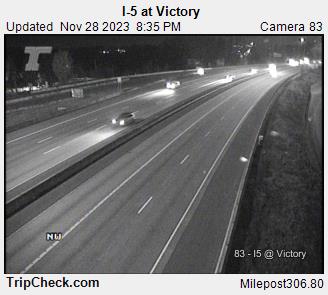 I-5 at Victory
Updated Nov 28 2023 8:35 PM Camera 83
T
NW
83 - I5 @ Victory
TripCheck.com Milepost306.80